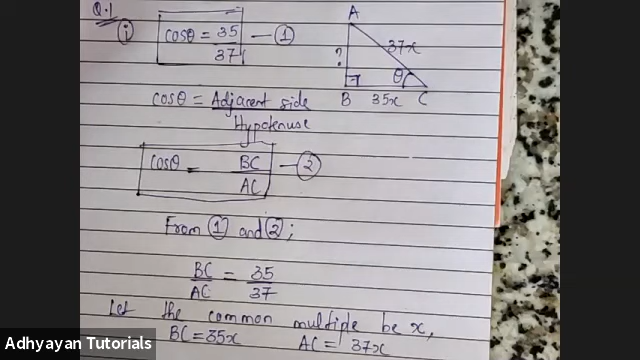 Q.1
i) cosθ = 35/37 — ①
A
37x
?
θ
B 35x C
cosθ = Adjacent side / Hypotenuse
cosθ = BC/AC — ②
From ① and ②;
BC/AC = 35/37
Let the common multiple be x,
BC = 35x AC = 37x
Adhyayan Tutorials